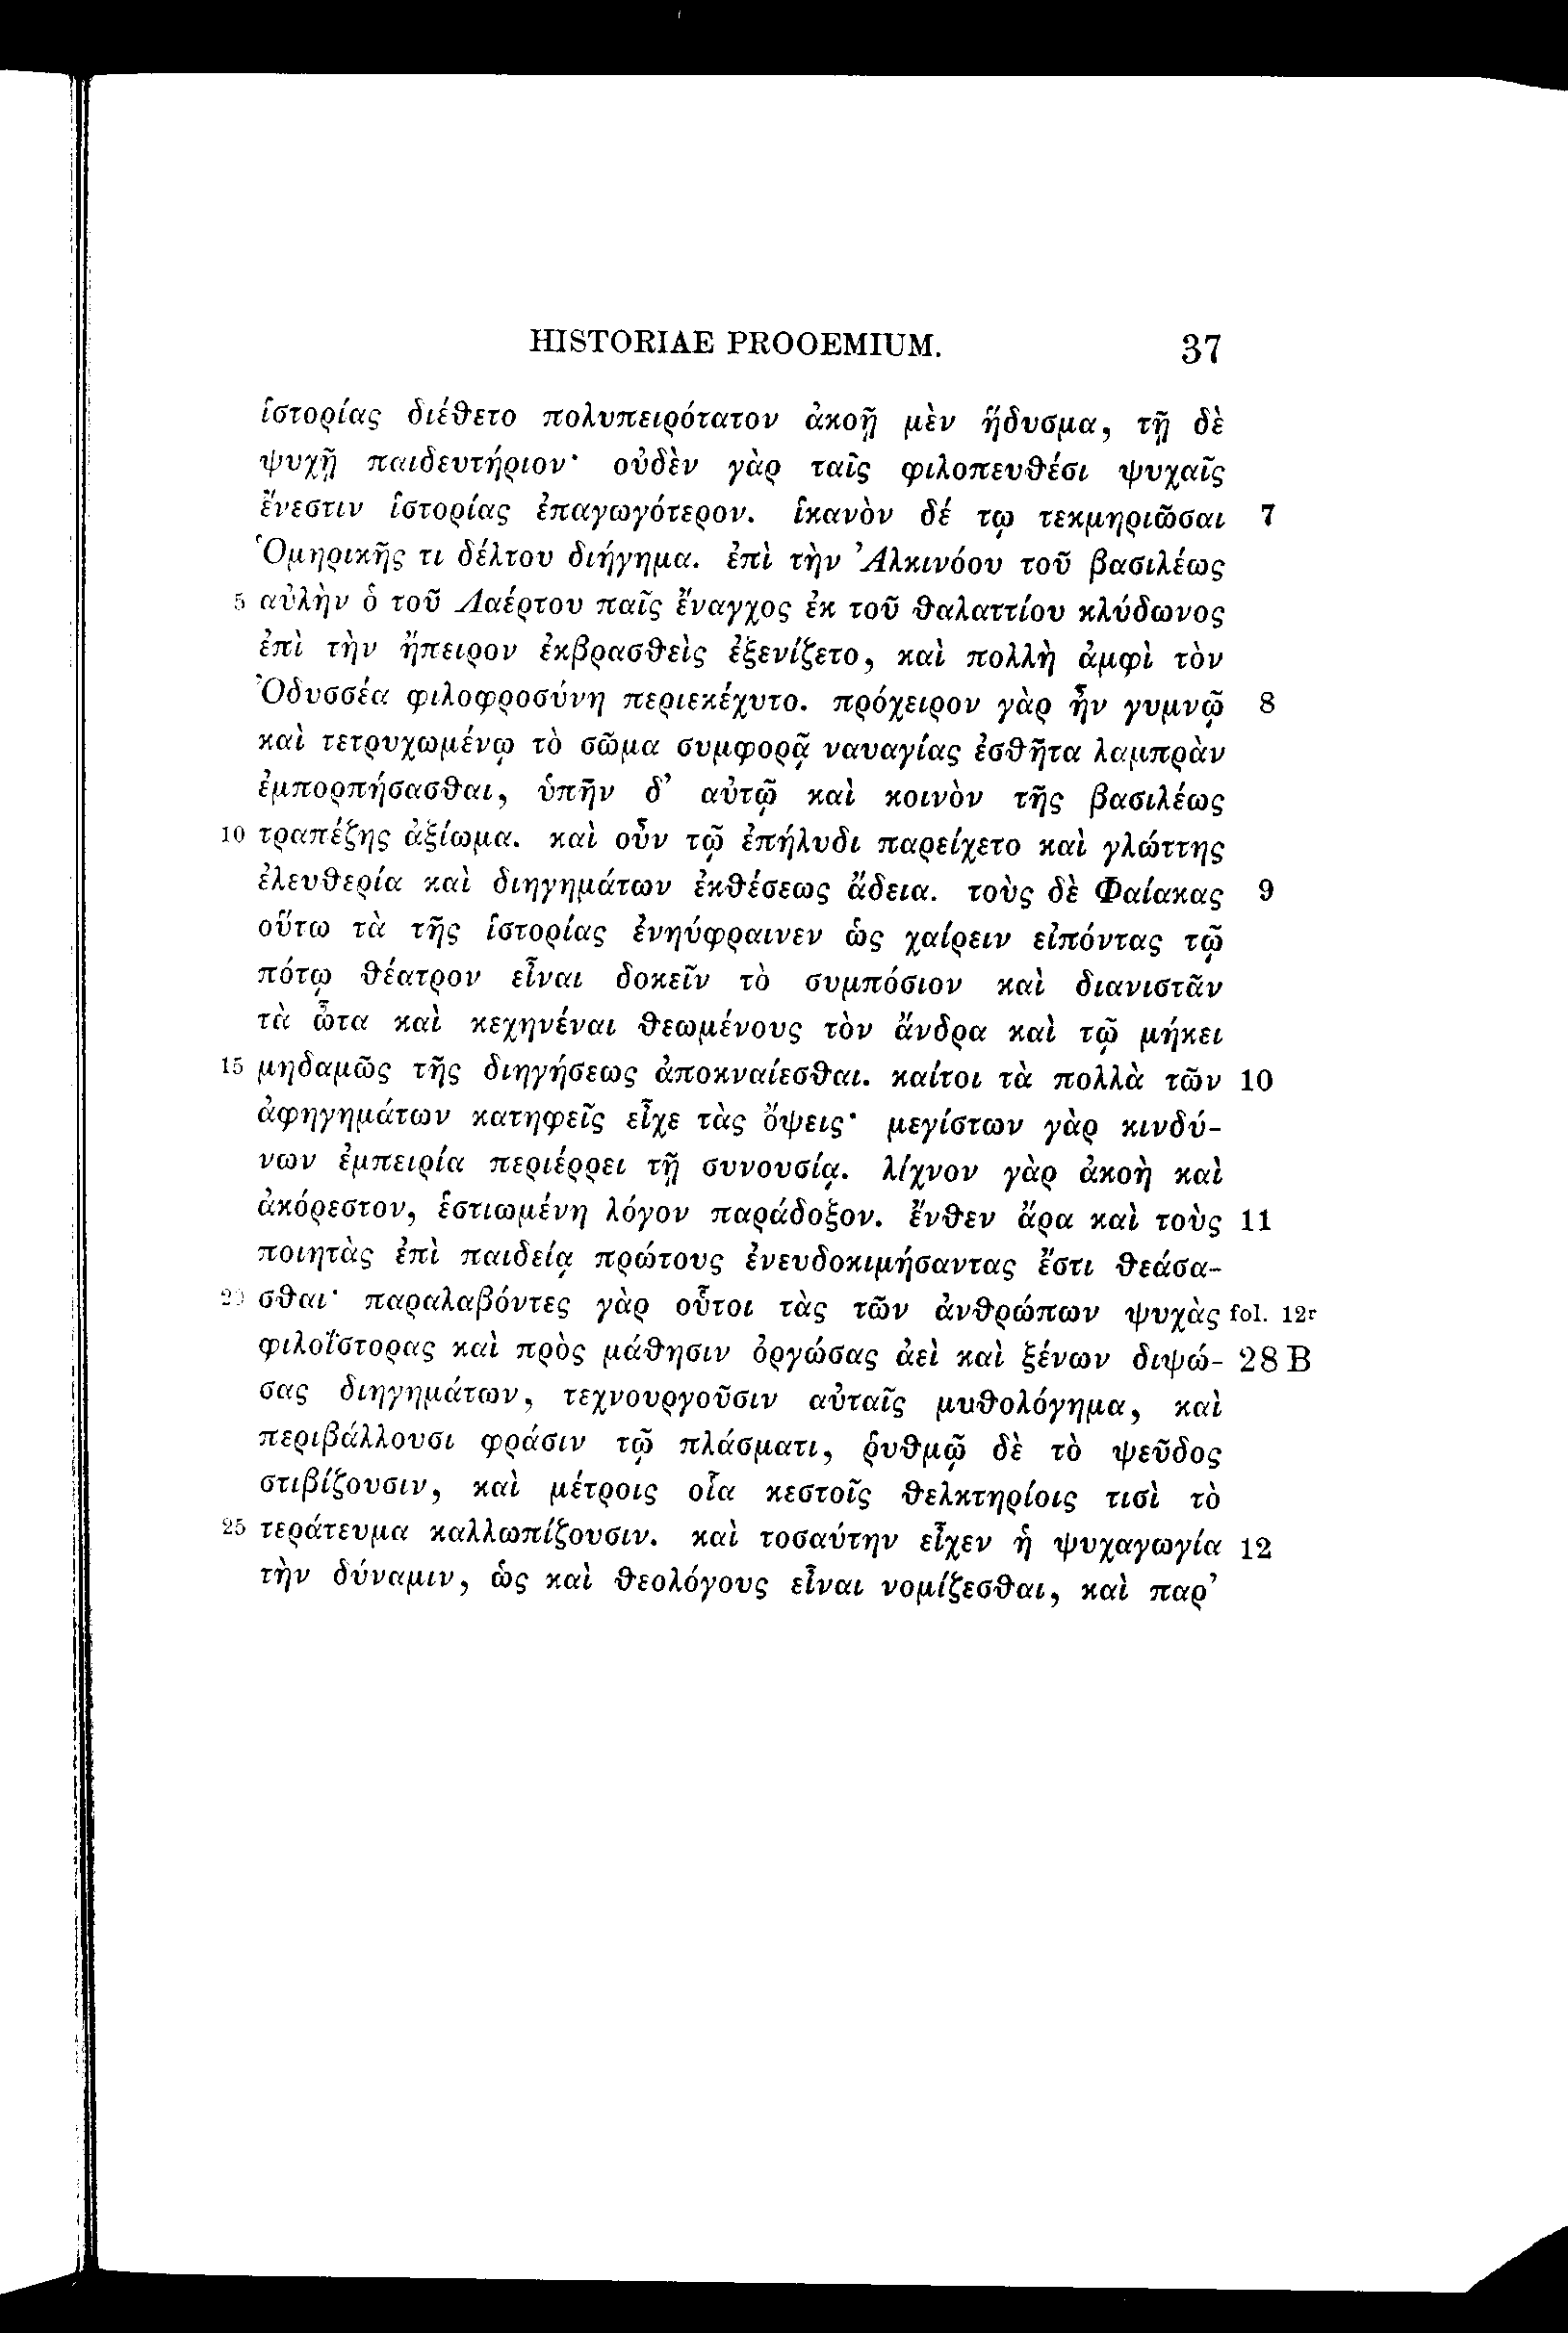 HISTORIAE PROOEMIUM. 37
ἱστορίας διέθετο πολυπειρότατον ἀκοῇ μὲν ἥδυσμα, τῇ δὲ
ψυχῇ παιδευτήριον· οὐδὲν γὰρ ταῖς φιλοπευθέσι ψυχαῖς
ἔνεστιν ἱστορίας ἐπαγωγότερον. ἱκανὸν δέ τῳ τεκμηριῶσαι 7
Ὁμηρικῆς τι δέλτου διήγημα. ἐπὶ τὴν Ἀλκινόου τοῦ βασιλέως
5 αὐλὴν ὁ τοῦ Λαέρτου παῖς ἔναγχος ἐκ τοῦ θαλαττίου κλύδωνος
ἐπὶ τὴν ἤπειρον ἐκβρασθεὶς ἐξενίζετο, καὶ πολλὴ ἀμφὶ τὸν
Ὀδυσσέα φιλοφροσύνη περιεκέχυτο. πρόχειρον γὰρ ἦν γυμνῷ 8
καὶ τετρυχωμένῳ τὸ σῶμα συμφορᾷ ναυαγίας ἐσθῆτα λαμπρὰν
ἐμπορπήσασθαι, ὑπῆν δ’ αὐτῷ καὶ κοινὸν τῆς βασιλέως
10 τραπέζης ἀξίωμα. καὶ οὖν τῷ ἐπήλυδι παρείχετο καὶ γλώττης
ἐλευθερία καὶ διηγημάτων ἐκθέσεως ἄδεια. τοὺς δὲ Φαίακας 9
οὕτω τὰ τῆς ἱστορίας ἐνηύφραινεν ὡς χαίρειν εἰπόντας τῷ
πότῳ θέατρον εἶναι δοκεῖν τὸ συμπόσιον καὶ διανιστᾶν
τὰ ὦτα καὶ κεχηνέναι θεωμένους τὸν ἄνδρα καὶ τῷ μήκει
15 μηδαμῶς τῆς διηγήσεως ἀποκναίεσθαι. καίτοι τὰ πολλὰ τῶν 10
ἀφηγημάτων κατηφεῖς εἶχε τὰς ὄψεις· μεγίστων γὰρ κινδύ-
νων ἐμπειρία περιέρρει τῇ συνουσίᾳ. λίχνον γὰρ ἀκοὴ καὶ
ἀκόρεστον, ἑστιωμένη λόγον παράδοξον. ἔνθεν ἄρα καὶ τοὺς 11
ποιητὰς ἐπὶ παιδείᾳ πρώτους ἐνευδοκιμήσαντας ἔστι θεάσα-
20 σθαι· παραλαβόντες γὰρ οὗτοι τὰς τῶν ἀνθρώπων ψυχὰς fol. 12r
φιλοΐστορας καὶ πρὸς μάθησιν ὀργώσας ἀεὶ καὶ ξένων διψώ- 28 B
σας διηγημάτων, τεχνουργοῦσιν αὐταῖς μυθολόγημα, καὶ
περιβάλλουσι φράσιν τῷ πλάσματι, ῥυθμῷ δὲ τὸ ψεῦδος
στιβίζουσιν, καὶ μέτροις οἷα κεστοῖς θελκτηρίοις τισὶ τὸ
25 τεράτευμα καλλωπίζουσιν. καὶ τοσαύτην εἶχεν ἡ ψυχαγωγία 12
τὴν δύναμιν, ὡς καὶ θεολόγους εἶναι νομίζεσθαι, καὶ παρ’